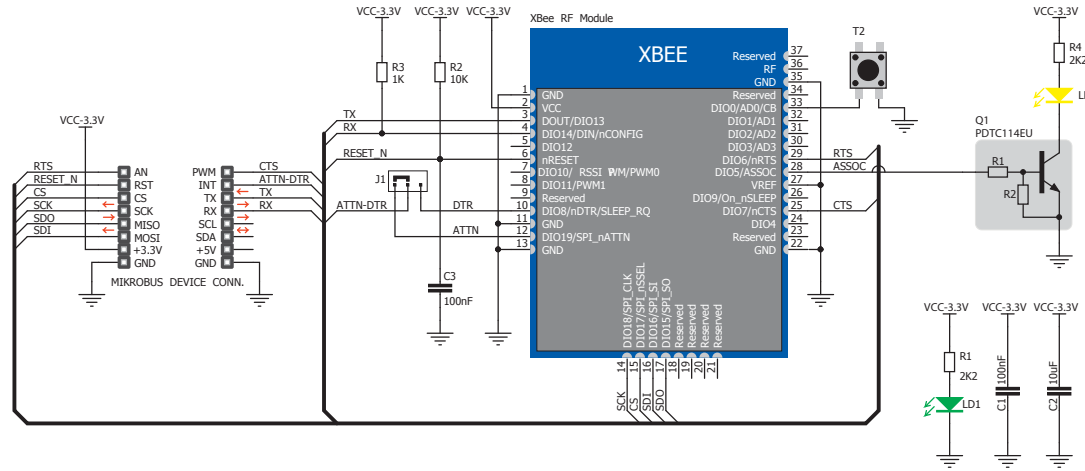 VCC-3.3V VCC-3.3V VCC-3.3V
XBee RF Module
XBEE
VCC-3.3V
R3
1K
R2
10K
T2
R4
2K2
Q1
PDTC114EU
R1
R2
VCC-3.3V
RTS
RESET_N
CS
SCK
SDO
SDI
AN
RST
CS
SCK
MISO
MOSI
+3.3V
GND
PWM
INT
TX
RX
SCL
SDA
+5V
GND
CTS
ATTN-DTR
TX
RX
MIKROBUS DEVICE CONN.
TX
RX
RESET_N
J1
ATTN-DTR
DTR
ATTN
C3
100nF
1 GND
2 VCC
3 DOUT/DIO13
4 DIO14/DIN/nCONFIG
5 DIO12
6 nRESET
7 DIO10/ RSSI PWM/PWM0
8 DIO11/PWM1
9 Reserved
10 DIO8/nDTR/SLEEP_RQ
11 GND
12 DIO19/SPI_nATTN
13 GND
Reserved 37
RF 36
GND 35
Reserved 34
DIO0/AD0/CB 33
DIO1/AD1 32
DIO2/AD2 31
DIO3/AD3 30
DIO6/nRTS 29
DIO5/ASSOC 28
VREF 27
DIO9/On_nSLEEP 26
DIO7/nCTS 25
DIO4 24
Reserved 23
GND 22
RTS
ASSOC
CTS
DIO18/SPI_CLK 14
DIO17/SPI_nSSEL 15
DIO16/SPI_SI 16
DIO15/SPI_SO 17
Reserved 18
Reserved 19
Reserved 20
Reserved 21
SCK
CS
SDI
SDO
VCC-3.3V VCC-3.3V VCC-3.3V
R1
2K2
LD1
100nF
C1
10uF
C2